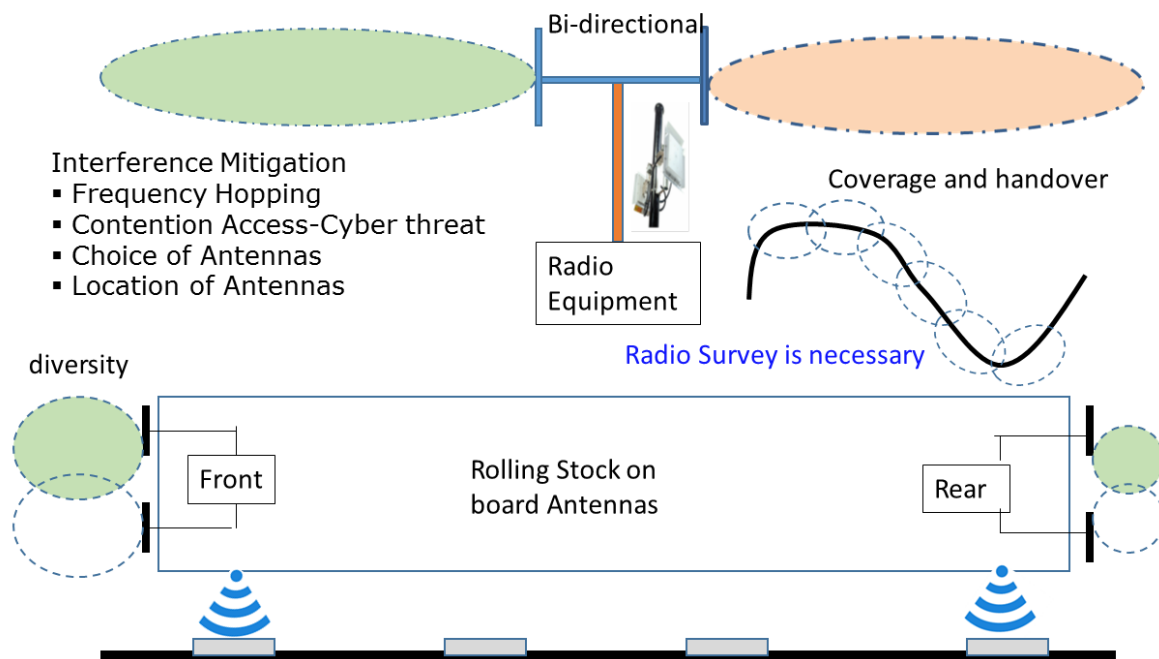 Bi-directional
Interference Mitigation
▪ Frequency Hopping
▪ Contention Access-Cyber threat
▪ Choice of Antennas
▪ Location of Antennas
Radio
Equipment
Coverage and handover
Radio Survey is necessary
diversity
Front
Rolling Stock on
board Antennas
Rear